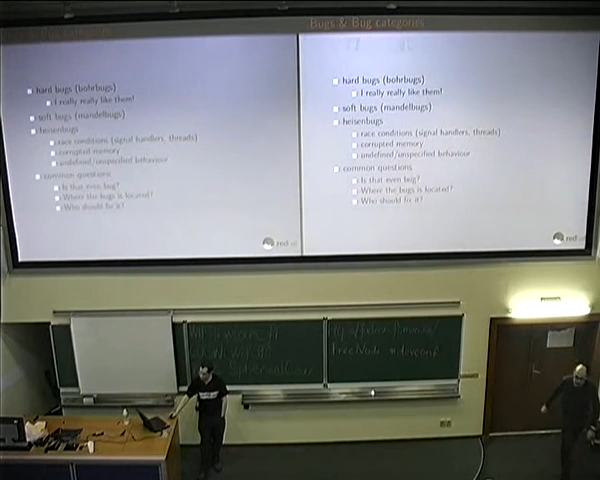 Bugs & Bug categories
hard bugs (bohrbugs)
I really really like them!
soft bugs (mandelbugs)
heisenbugs
race conditions (signal handlers, threads)
corrupted memory
undefined/unspecified behaviour
common questions
Is that even bug?
Where the bugs is located?
Who should fix it?
hard bugs (bohrbugs)
I really really like them!
soft bugs (mandelbugs)
heisenbugs
race conditions (signal handlers, threads)
corrupted memory
undefined/unspecified behaviour
common questions
Is that even bug?
Where the bugs is located?
Who should fix it?
red
red
FreeNode #devconf